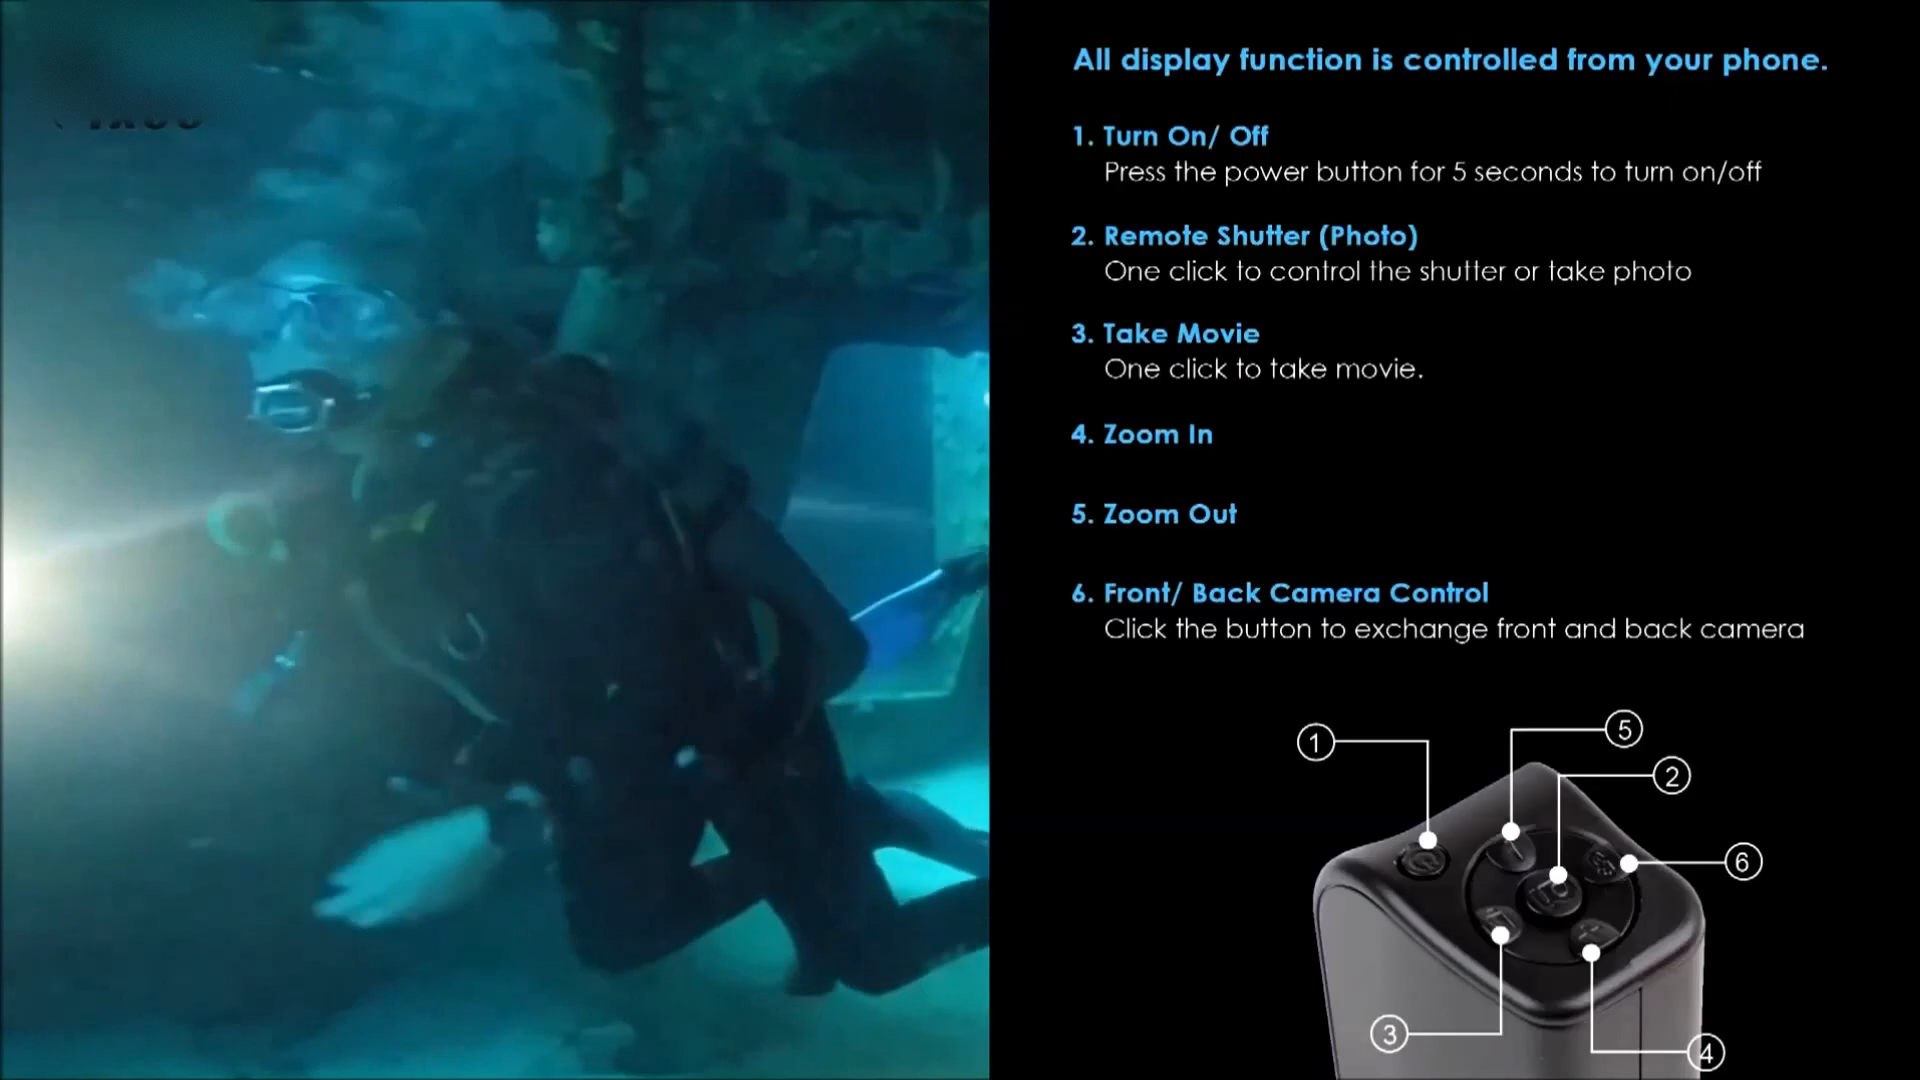 All display function is controlled from your phone.
1. Turn On/ Off
Press the power button for 5 seconds to turn on/off
2. Remote Shutter (Photo)
One click to control the shutter or take photo
3. Take Movie
One click to take movie.
4. Zoom In
5. Zoom Out
6. Front/ Back Camera Control
Click the button to exchange front and back camera
1
5
2
6
3
4